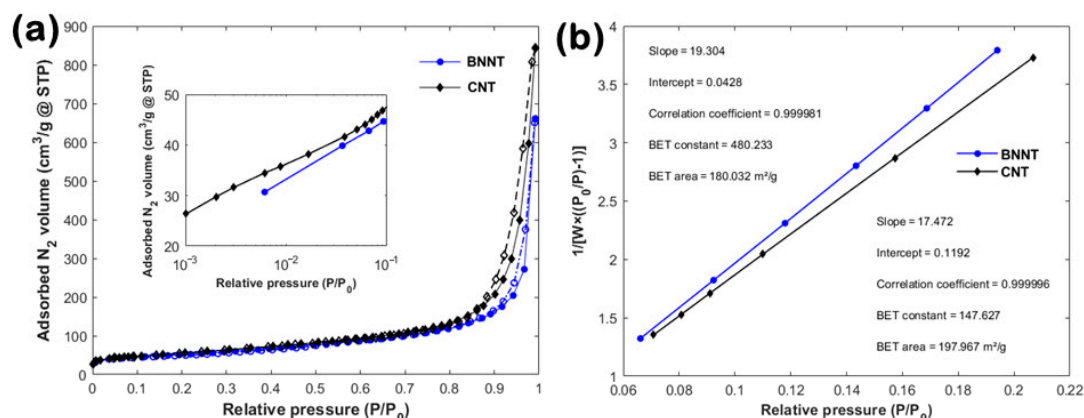 (a)
900
800
700
600
500
400
300
200
100
0
Adsorbed N₂ volume (cm³/g @ STP)
0 0.1 0.2 0.3 0.4 0.5 0.6 0.7 0.8 0.9 1
Relative pressure (P/P₀)
BNNT
CNT
50
40
30
20
Adsorbed N₂ volume (cm³/g @ STP)
10⁻³ 10⁻² 10⁻¹
Relative pressure (P/P₀)
(b)
4
3.5
3
2.5
2
1.5
1
1/[W×((P₀/P)-1)]
0.06 0.08 0.1 0.12 0.14 0.16 0.18 0.2 0.22
Relative pressure (P/P₀)
Slope = 19.304
Intercept = 0.0428
Correlation coefficient = 0.999981
BET constant = 480.233
BET area = 180.032 m²/g
BNNT
CNT
Slope = 17.472
Intercept = 0.1192
Correlation coefficient = 0.999996
BET constant = 147.627
BET area = 197.967 m²/g